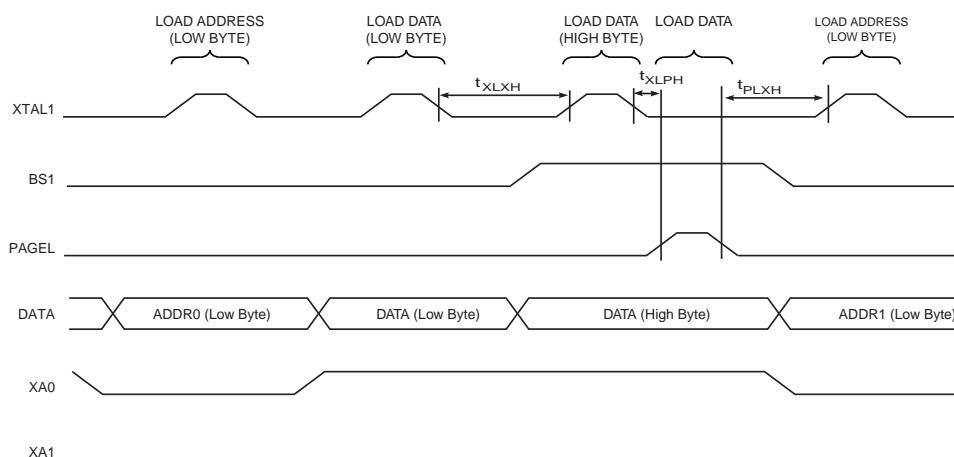 LOAD ADDRESS
(LOW BYTE)
LOAD DATA
(LOW BYTE)
LOAD DATA
(HIGH BYTE)
LOAD DATA
LOAD ADDRESS
(LOW BYTE)
tXLXH
tXLPH
tPLXH
XTAL1
BS1
PAGEL
DATA
ADDR0 (Low Byte)
DATA (Low Byte)
DATA (High Byte)
ADDR1 (Low Byte)
XA0
XA1